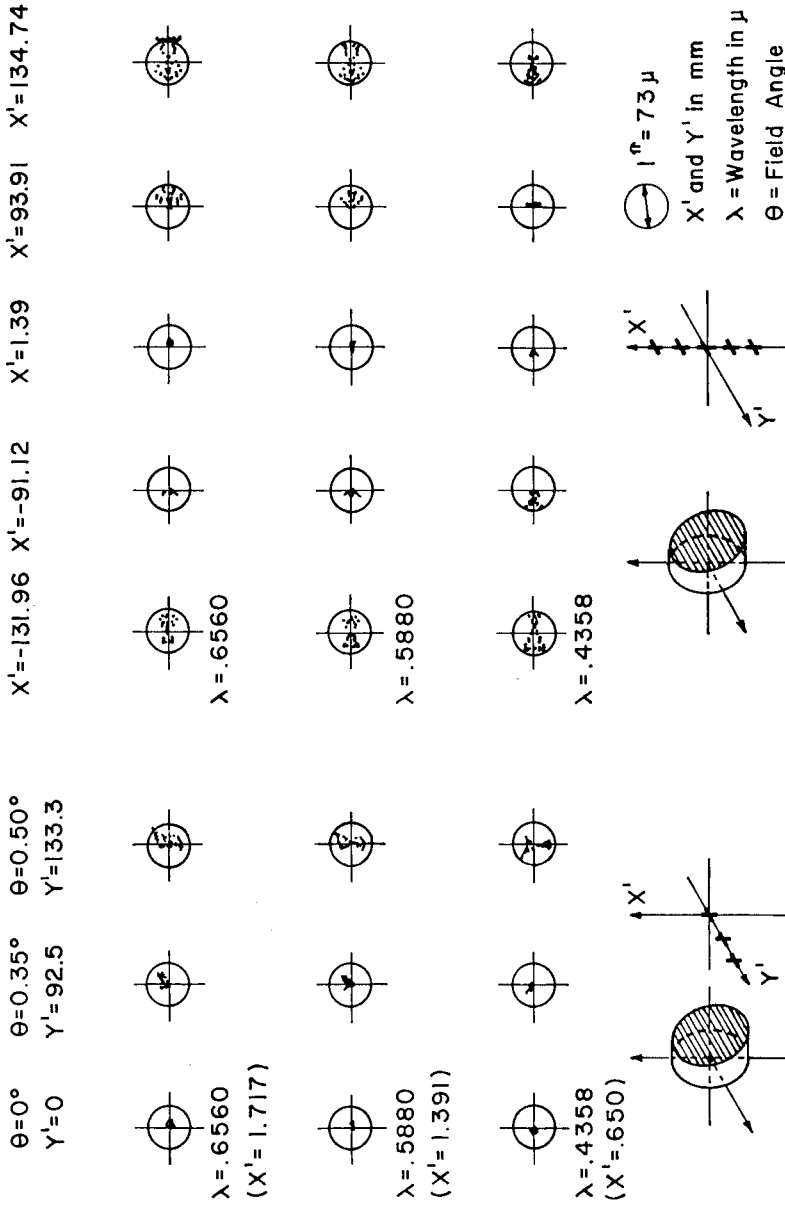 θ=0° θ=0.35° θ=0.50°
Y'=0 Y'=92.5 Y'=133.3
λ=.6560
(X'=1.717)
λ=.5880
(X'=1.391)
λ=.4358
(X'=.650)
X'
Y'
X'=-131.96 X'=-91.12 X'=1.39 X'=93.91 X'=134.74
λ=.6560
λ=.5880
λ=.4358
X'
Y'
1"=73μ
X' and Y' in mm
λ=Wavelength in μ
θ=Field Angle